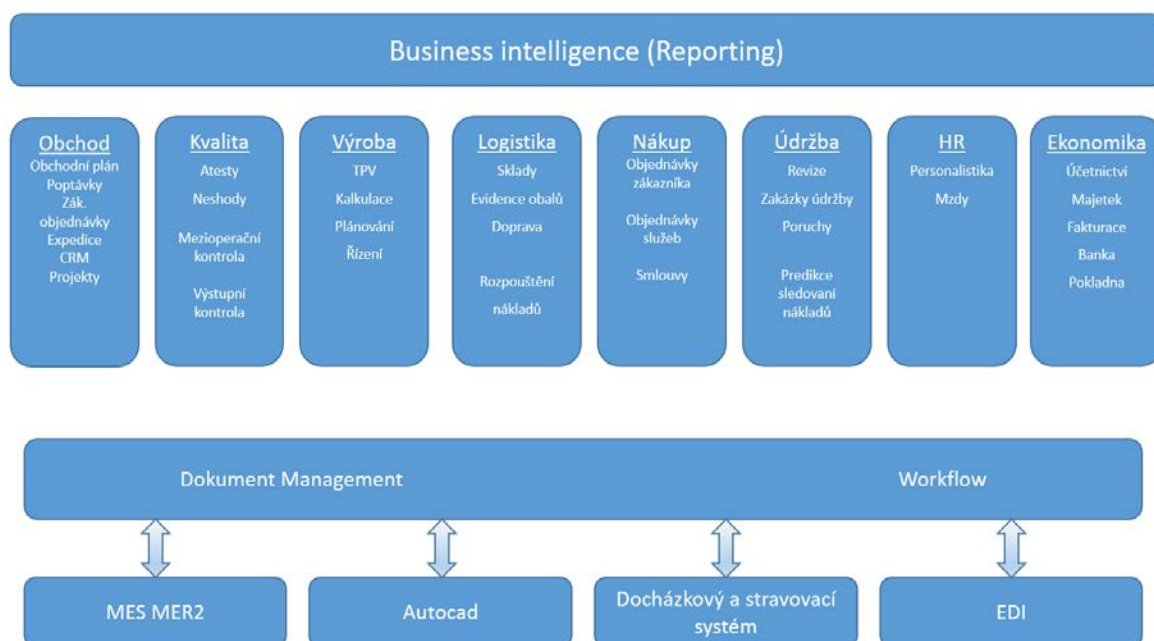 Business intelligence (Reporting)
Obchod
Obchodní plán
Poptávky
Zák.
objednávky
Expedice
CRM
Projekty
Kvalita
Atesty
Neshody
Mezioperační
kontrola
Výstupní
kontrola
Výroba
TPV
Kalkulace
Plánování
Řízení
Logistika
Sklady
Evidence obalů
Doprava
Rozpouštění
nákladů
Nákup
Objednávky
zákazníka
Objednávky
služeb
Smlouvy
Údržba
Revize
Zakázky údržby
Poruchy
Predikce
sledovaní
nákladů
HR
Personalistika
Mzdy
Ekonomika
Účetnictví
Majetek
Fakturace
Banka
Pokladna
Dokument Management
Workflow
MES MER2
Autocad
Docházkový a stravovací
systém
EDI